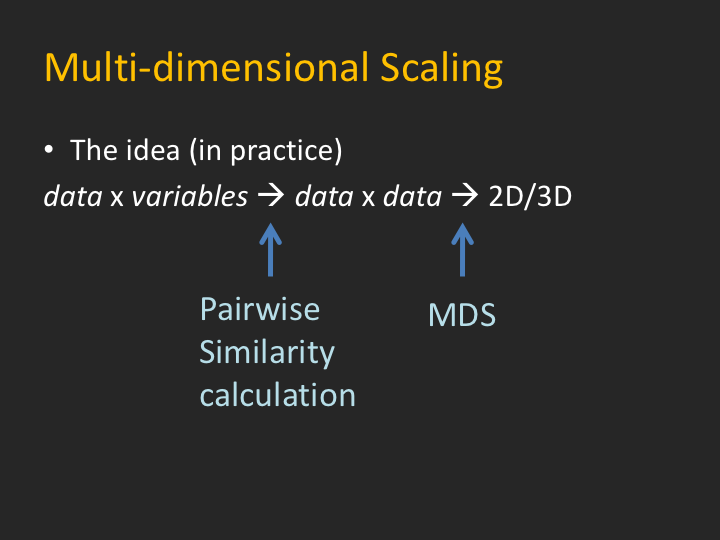 Multi-dimensional Scaling
• The idea (in practice)
data x variables → data x data → 2D/3D
Pairwise
Similarity
calculation
MDS